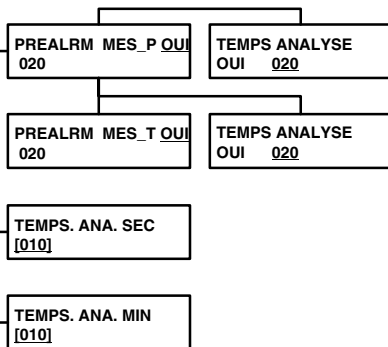 PREALRM MES_P OUI
020
TEMPS ANALYSE
OUI 020
PREALRM MES_T OUI
020
TEMPS ANALYSE
OUI 020
TEMPS. ANA. SEC
[010]
TEMPS. ANA. MIN
[010]